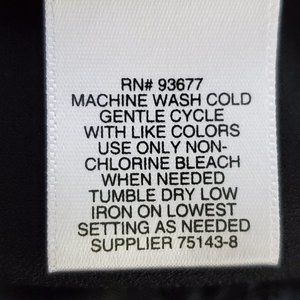 RN# 93677
MACHINE WASH COLD
GENTLE CYCLE
WITH LIKE COLORS
USE ONLY NON-
CHLORINE BLEACH
WHEN NEEDED
TUMBLE DRY LOW
IRON ON LOWEST
SETTING AS NEEDED
SUPPLIER 75143-8